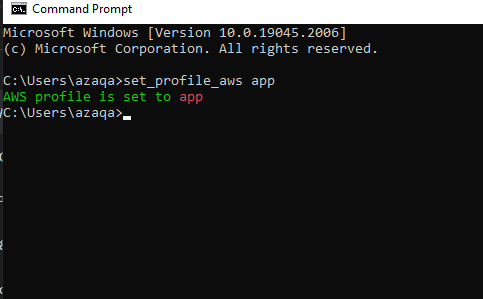 Command Prompt
Microsoft Windows [Version 10.0.19045.2006]
(c) Microsoft Corporation. All rights reserved.
C:\Users\azaqa>set_profile_aws app
AWS profile is set to app
C:\Users\azaqa>